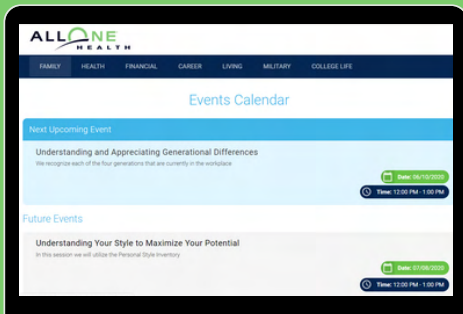 ALLONE
HEALTH
FAMILY HEALTH FINANCIAL CAREER LIVING MILITARY COLLEGE LIFE
Events Calendar
Next Upcoming Event
Understanding and Appreciating Generational Differences
We recognize each of the four generations that are currently in the workplace
Date: 06/10/2020
Time: 12:00 PM - 1:00 PM
Future Events
Understanding Your Style to Maximize Your Potential
In this session we will utilize the Personal Style Inventory
Date: 07/08/2020
Time: 12:00 PM - 1:00 PM